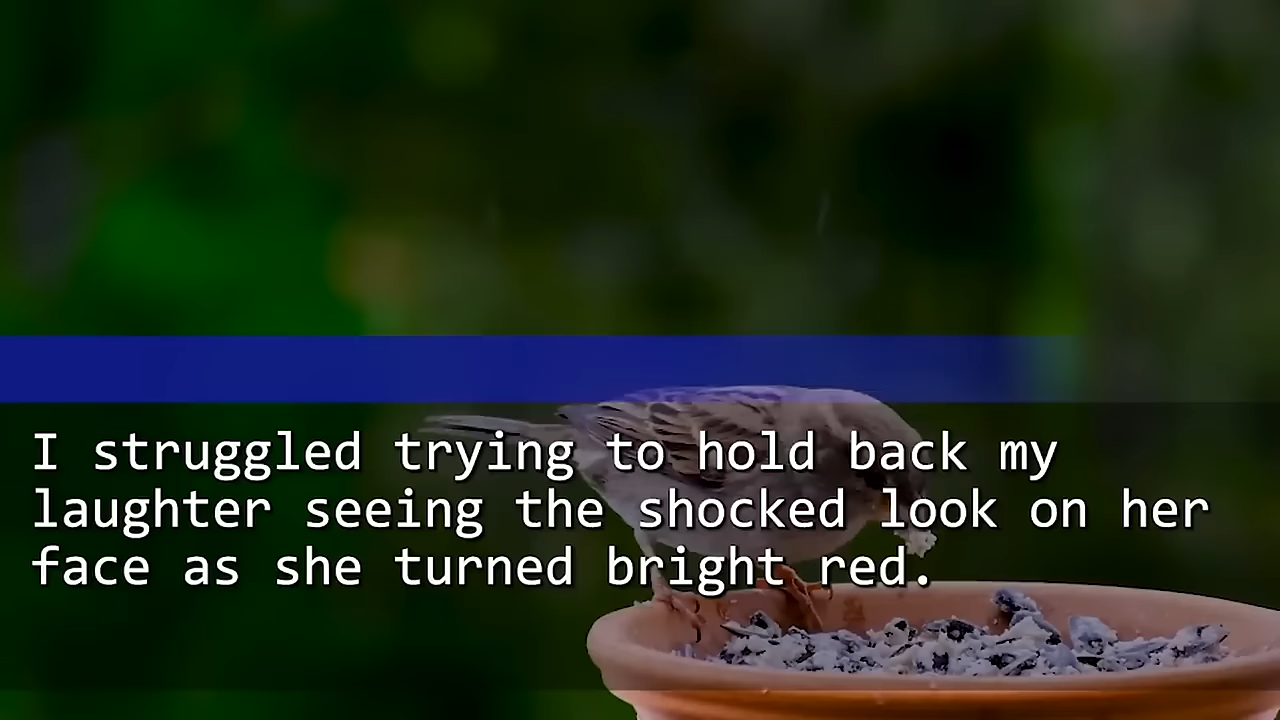 I struggled trying to hold back my
laughter seeing the shocked look on her
face as she turned bright red.